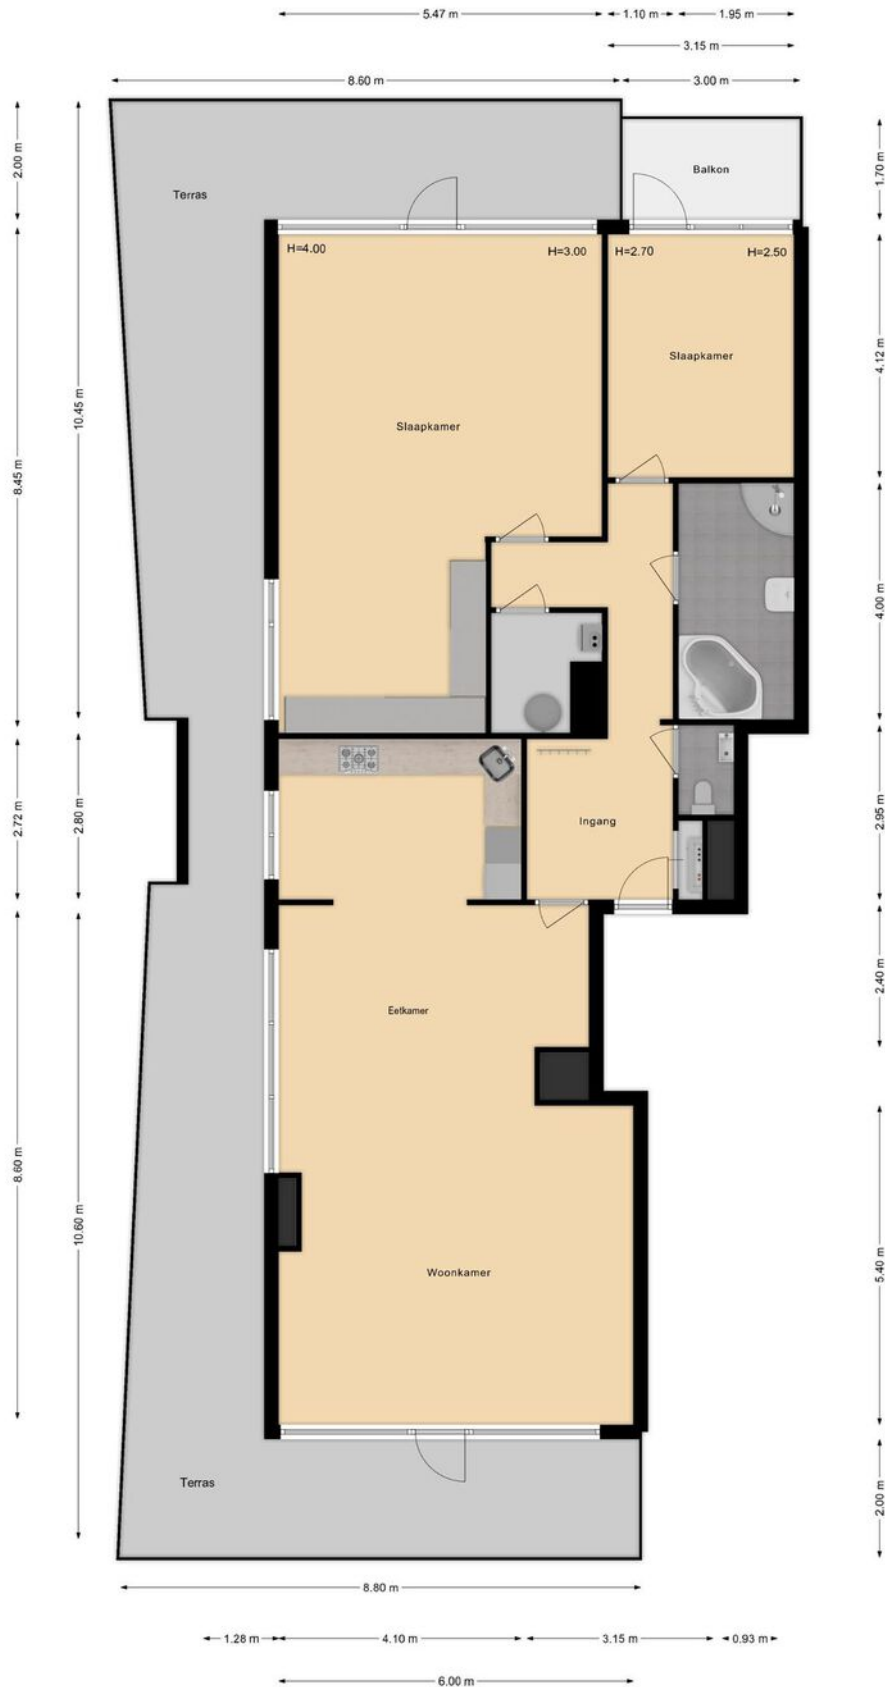 5.47 m
1.10 m
1.95 m
3.15 m
8.60 m
3.00 m
2.00 m
1.70 m
Terras
Balkon
H=4.00
H=3.00
H=2.70
H=2.50
4.12 m
Slaapkamer
10.45 m
Slaapkamer
8.45 m
4.00 m
2.72 m
2.80 m
2.95 m
Ingang
2.40 m
Eetkamer
8.60 m
10.60 m
5.40 m
Woonkamer
Terras
2.00 m
8.80 m
1.28 m
4.10 m
3.15 m
0.93 m
6.00 m